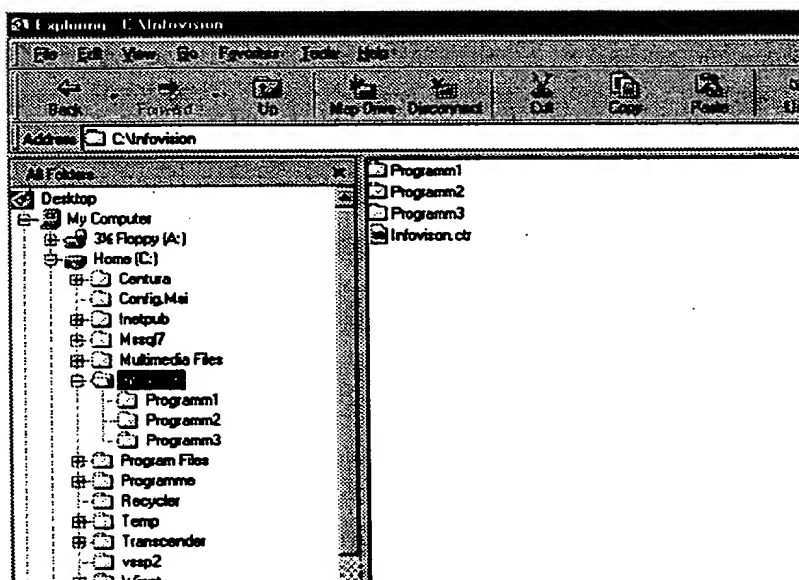 Exploring - C:\Infovision
File Edit View Go Favorites Tools Help
Back Forward Up Map Drive Disconnect Cut Copy Paste
Address C:\Infovision
All Folders
Desktop
My Computer
3½ Floppy (A:)
Home (C:)
Centura
Config.Msi
Inetpub
Mssql7
Multimedia Files
Programm1
Programm2
Programm3
Program Files
Programme
Recycler
Temp
Transcender
vssp2
Programm1
Programm2
Programm3
Infovison.ctr